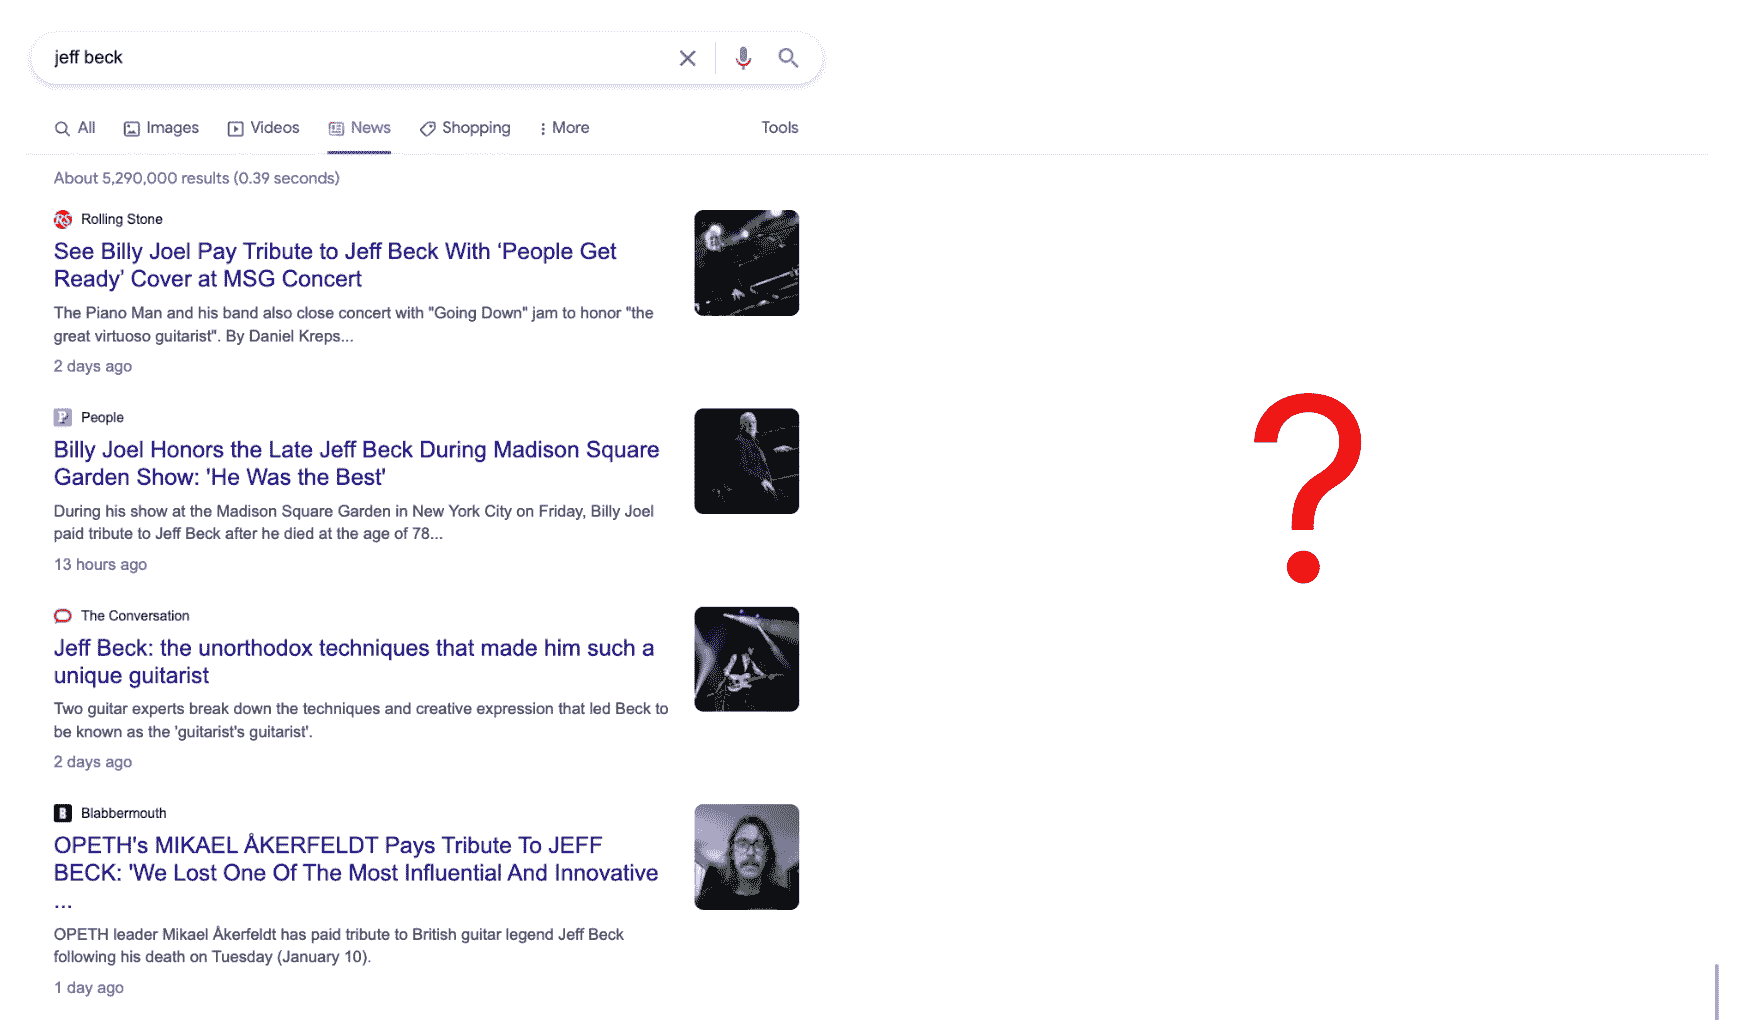 jeff beck
All Images Videos News Shopping More Tools
About 5,290,000 results (0.39 seconds)
RS Rolling Stone
See Billy Joel Pay Tribute to Jeff Beck With ‘People Get
Ready’ Cover at MSG Concert
The Piano Man and his band also close concert with "Going Down" jam to honor "the
great virtuoso guitarist". By Daniel Kreps...
2 days ago
P People
Billy Joel Honors the Late Jeff Beck During Madison Square
Garden Show: 'He Was the Best'
During his show at the Madison Square Garden in New York City on Friday, Billy Joel
paid tribute to Jeff Beck after he died at the age of 78...
13 hours ago
The Conversation
Jeff Beck: the unorthodox techniques that made him such a
unique guitarist
Two guitar experts break down the techniques and creative expression that led Beck to
be known as the 'guitarist's guitarist'.
2 days ago
B Blabbermouth
OPETH's MIKAEL ÅKERFELDT Pays Tribute To JEFF
BECK: 'We Lost One Of The Most Influential And Innovative
...
OPETH leader Mikael Åkerfeldt has paid tribute to British guitar legend Jeff Beck
following his death on Tuesday (January 10).
1 day ago
?